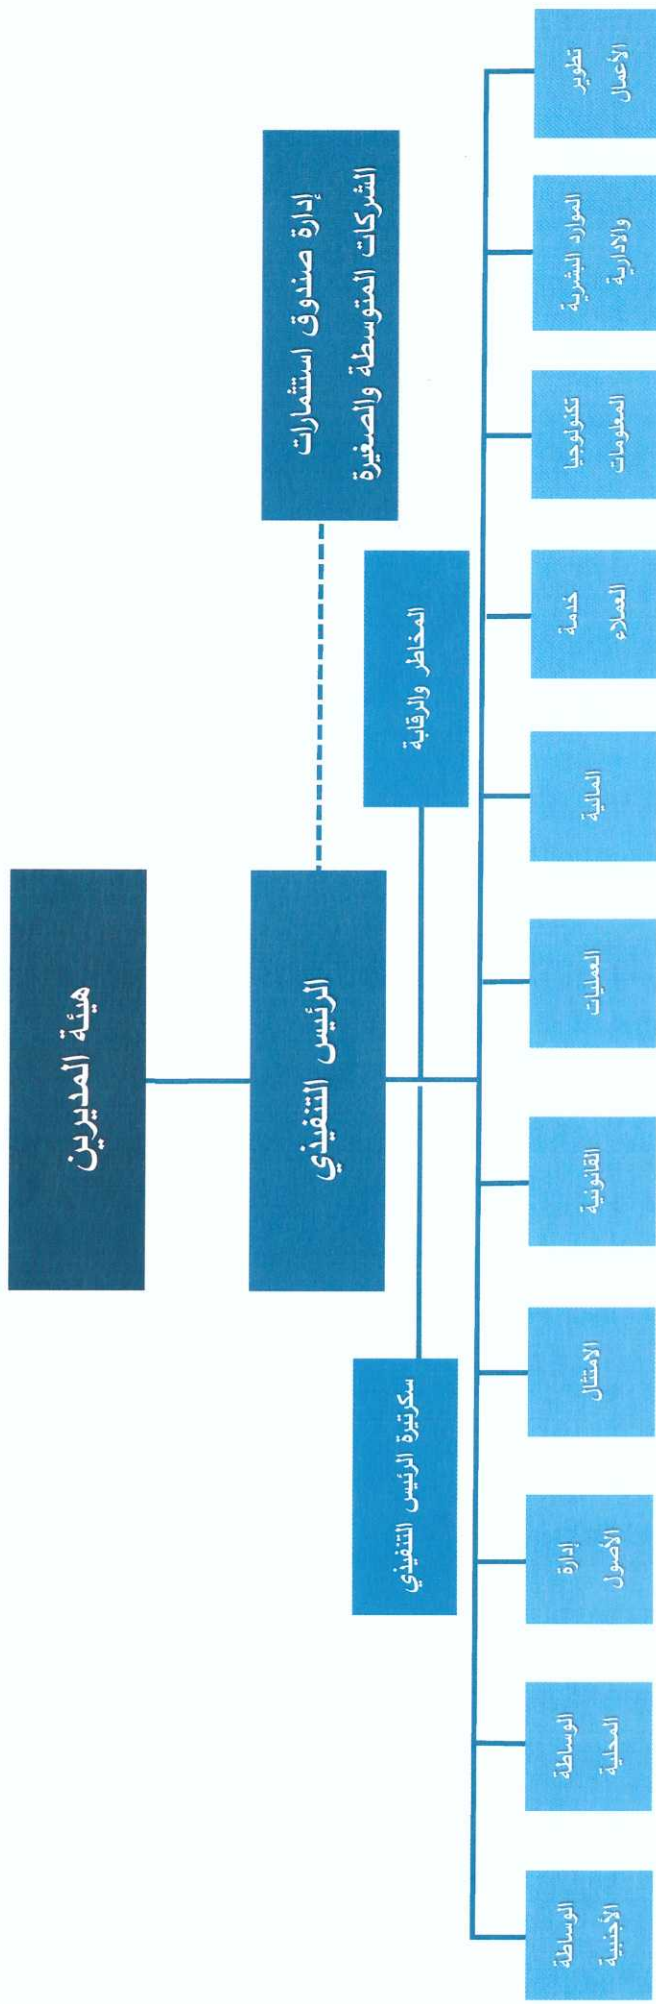 هيئة المديرين
الرئيس التنفيذي
إدارة صندوق استثمارات
الشركات المتوسطة والصغيرة
المخاطر والرقابة
سكرتيرة الرئيس التنفيذي
تطوير
الأعمال
الموارد البشرية
والادارية
تكنولوجيا
المعلومات
خدمة
العملاء
المالية
العمليات
القانونية
الامتثال
إدارة
الأصول
الوساطة
المحلية
الوساطة
الأجنبية